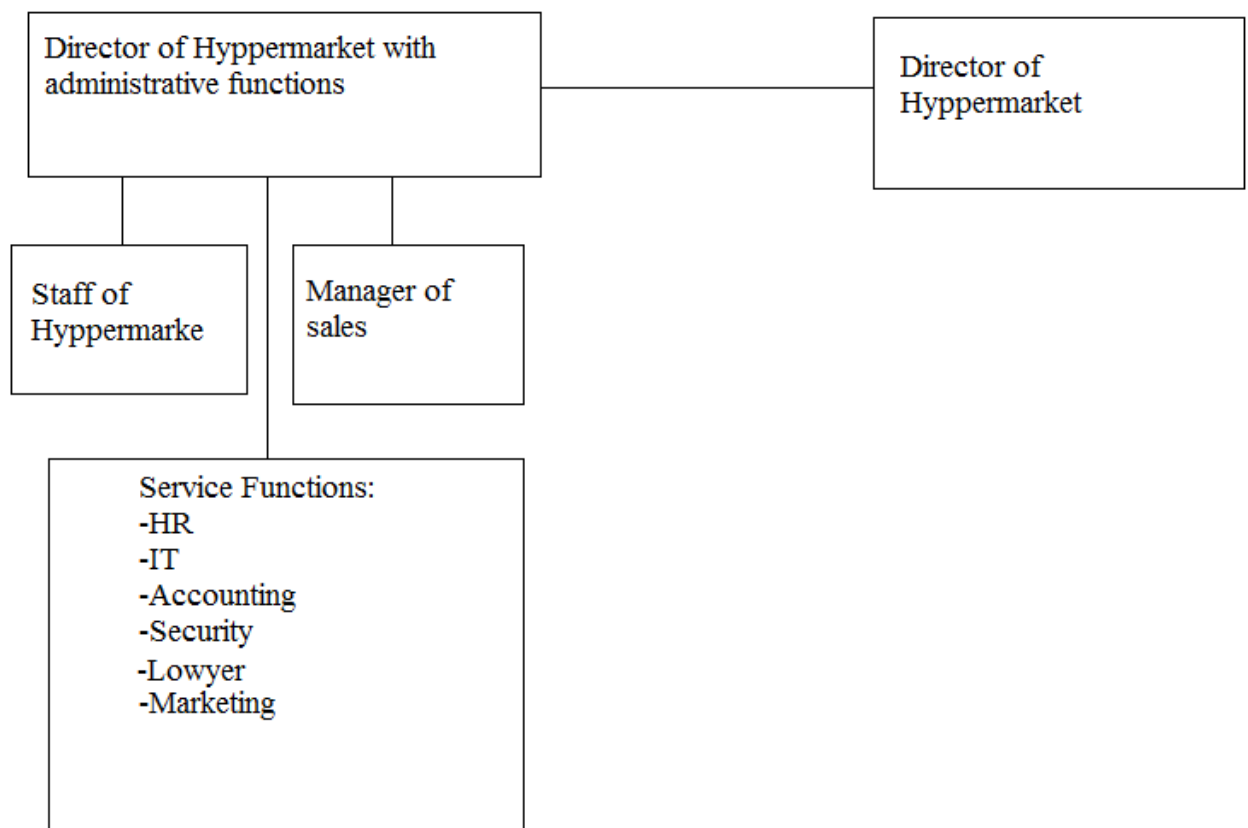 Director of Hyppermarket with
administrative functions
Director of
Hyppermarket
Staff of
Hyppermarke
Manager of
sales
Service Functions:
-HR
-IT
-Accounting
-Security
-Lowyer
-Marketing